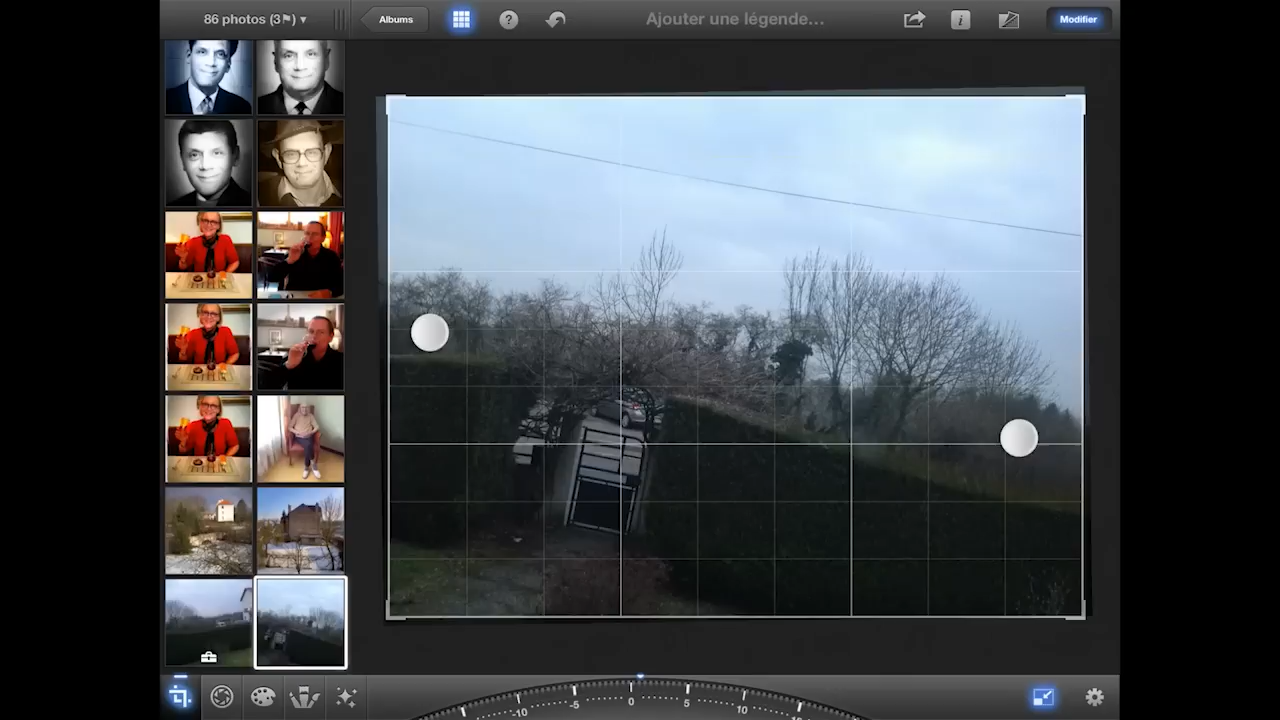 86 photos (3⚑) ▾
Albums
?
Ajouter une légende...
i
Modifier
-10 -5 0 5 10